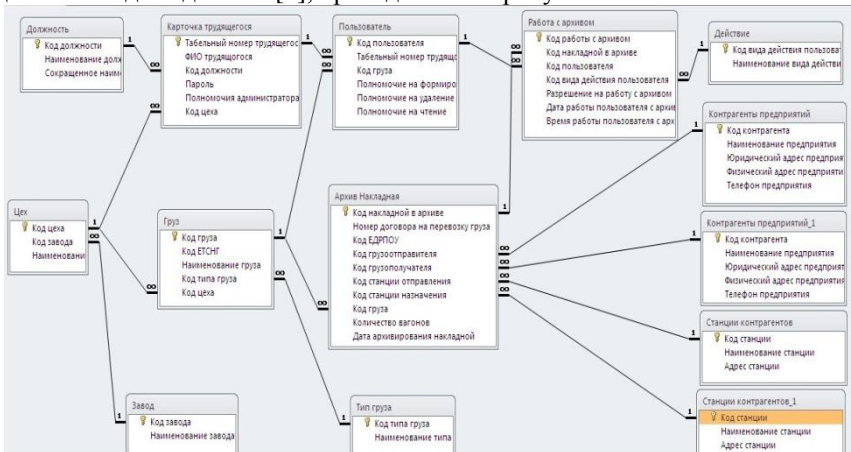 Должность
Код должности
Наименование долж
Сокращенное наим
Карточка трудящегося
Табельный номер трудящегос
ФИО трудящегося
Код должности
Пароль
Полномочия администратора
Код цеха
Пользователь
Код пользователя
Табельный номер трудящ
Код груза
Полномочие на формиро
Полномочие на удаление
Полномочие на чтение
Работа с архивом
Код работы с архивом
Код накладной в архиве
Код пользователя
Код вида действия пользователя
Разрешение на работу с архивом
Дата работы пользователя с архи
Время работы пользователя с арх
Действие
Код вида действия пользова
Наименование вида действи
Контрагенты предприятий
Код контрагента
Наименование предприятия
Юридический адрес предприя
Физический адрес предприяти
Телефон предприятия
Цех
Код цеха
Код завода
Наименовани
Груз
Код груза
Код ЕТСНГ
Наименование груза
Код типа груза
Код цеха
Архив Накладная
Код накладной в архиве
Номер договора на перевозку груза
Код ЕДРПОУ
Код грузоотправителя
Код грузополучателя
Код станции отправления
Код станции назначения
Код груза
Количество вагонов
Дата архивирования накладной
Контрагенты предприятий_1
Код контрагента
Наименование предприятия
Юридический адрес предприят
Физический адрес предприятия
Телефон предприятия
Станции контрагентов
Код станции
Наименование станции
Адрес станции
Завод
Код завода
Наименование завода
Тип груза
Код типа груза
Наименование типа
Станции контрагентов_1
Код станции
Наименование станции
Адрес станции